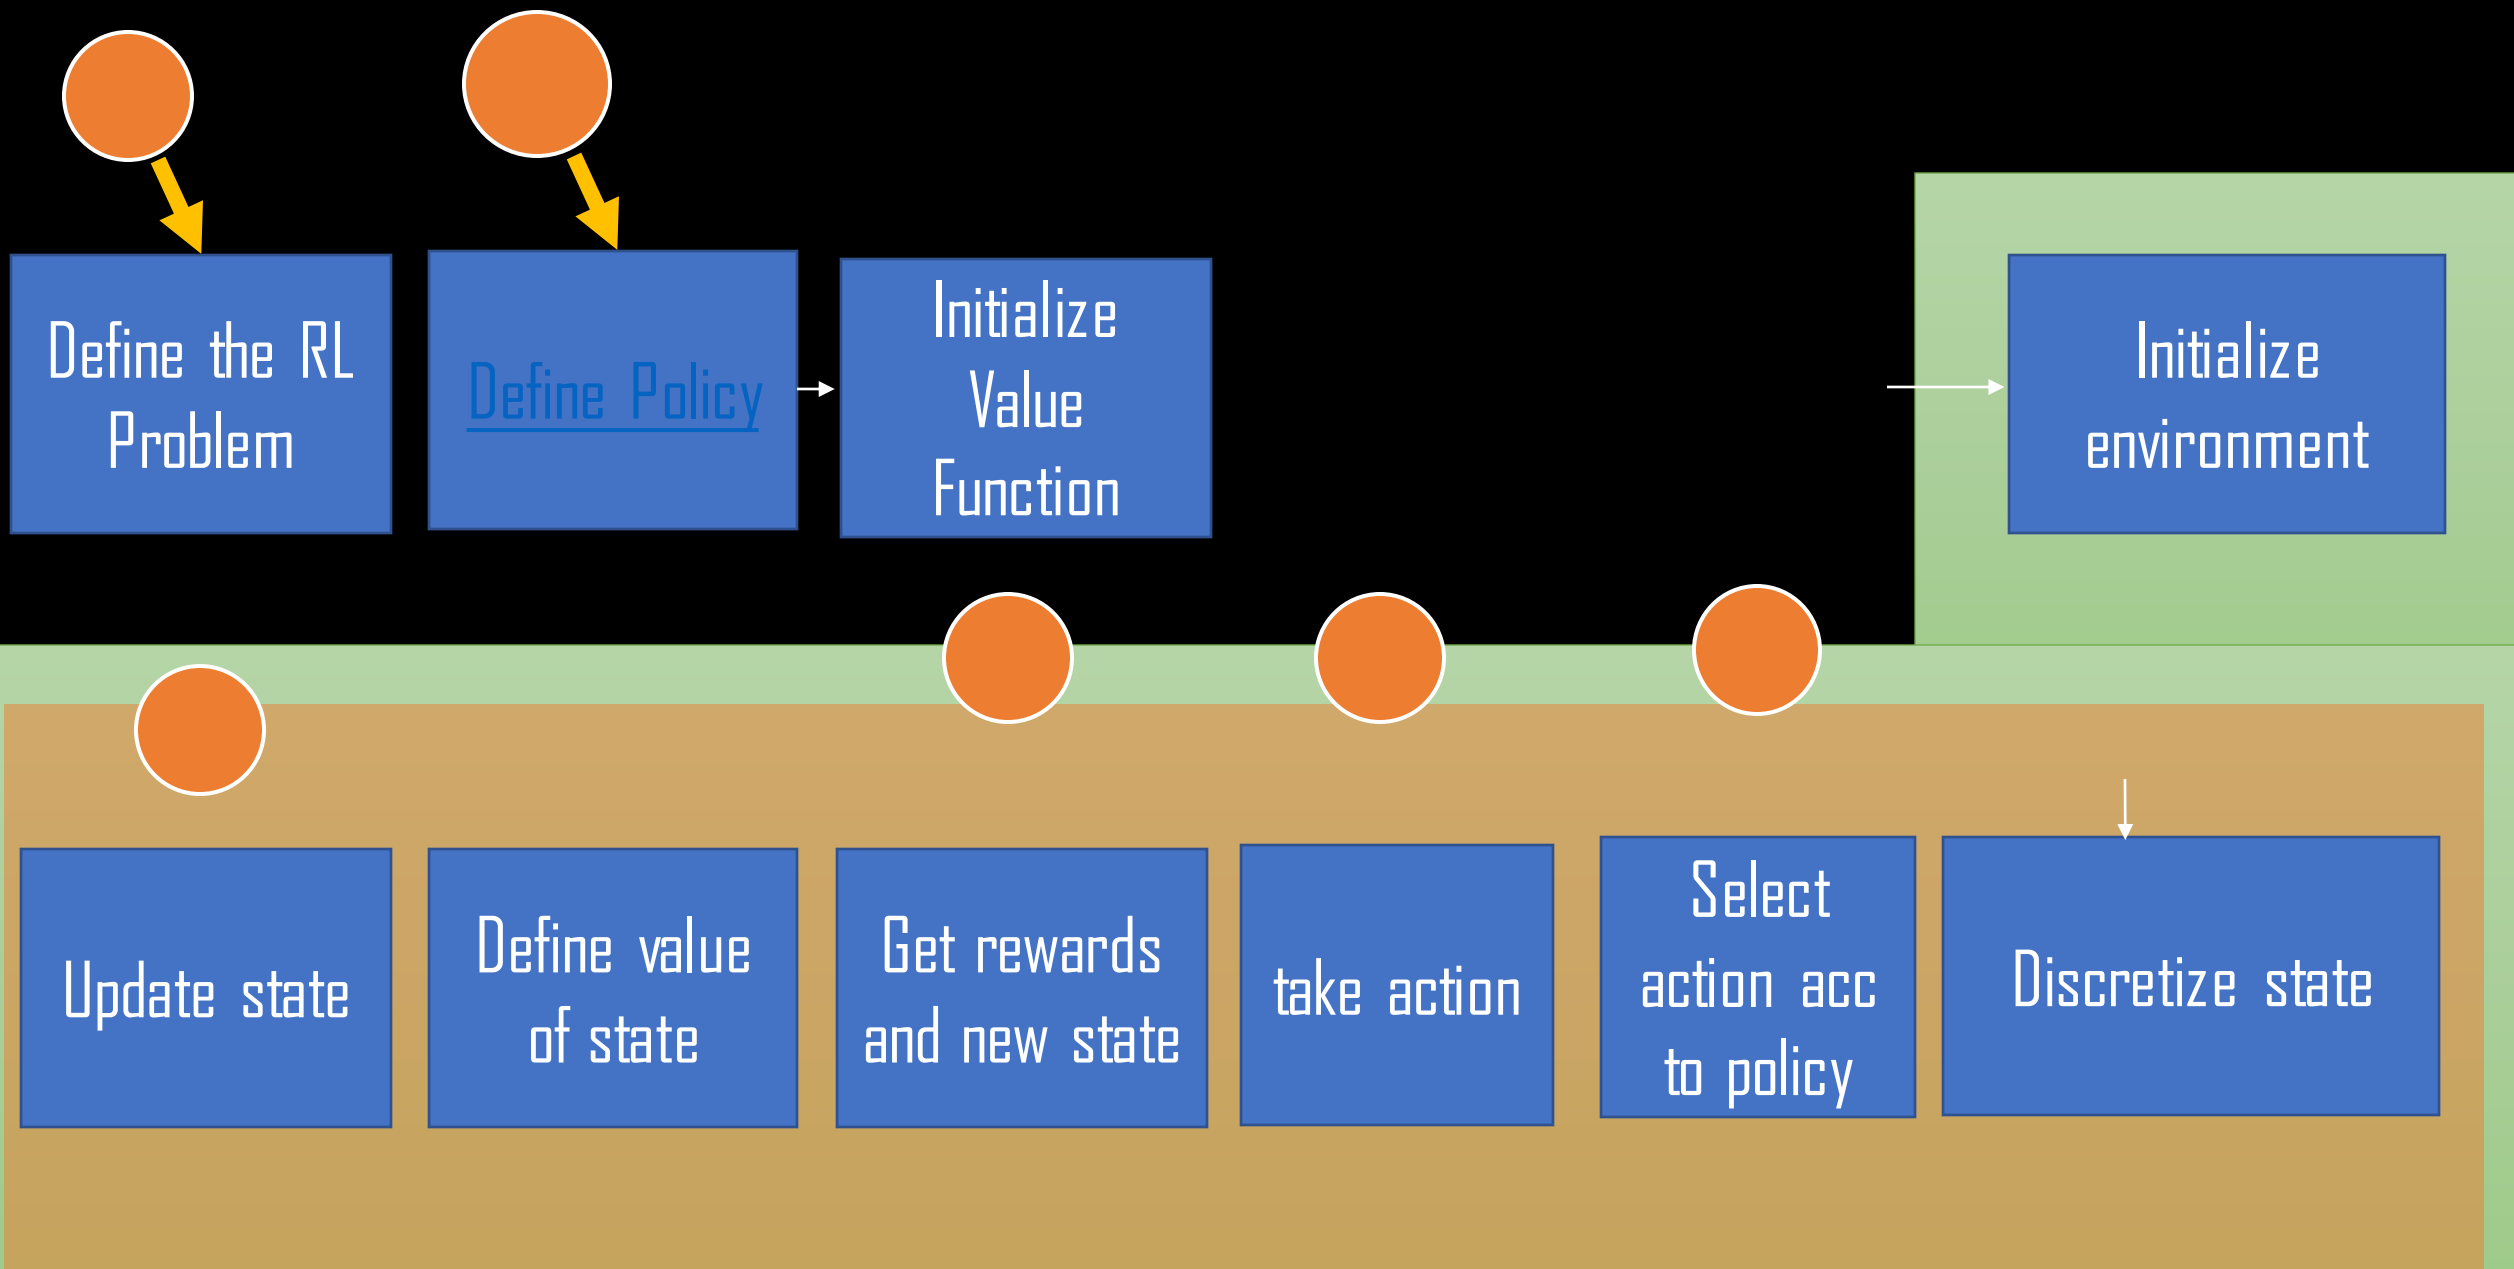 Define the RL
Problem
Define Policy
Initialize
Value
Function
Initialize
environment
Update state
Define value
of state
Get rewards
and new state
take action
Select
action acc
to policy
Discretize state